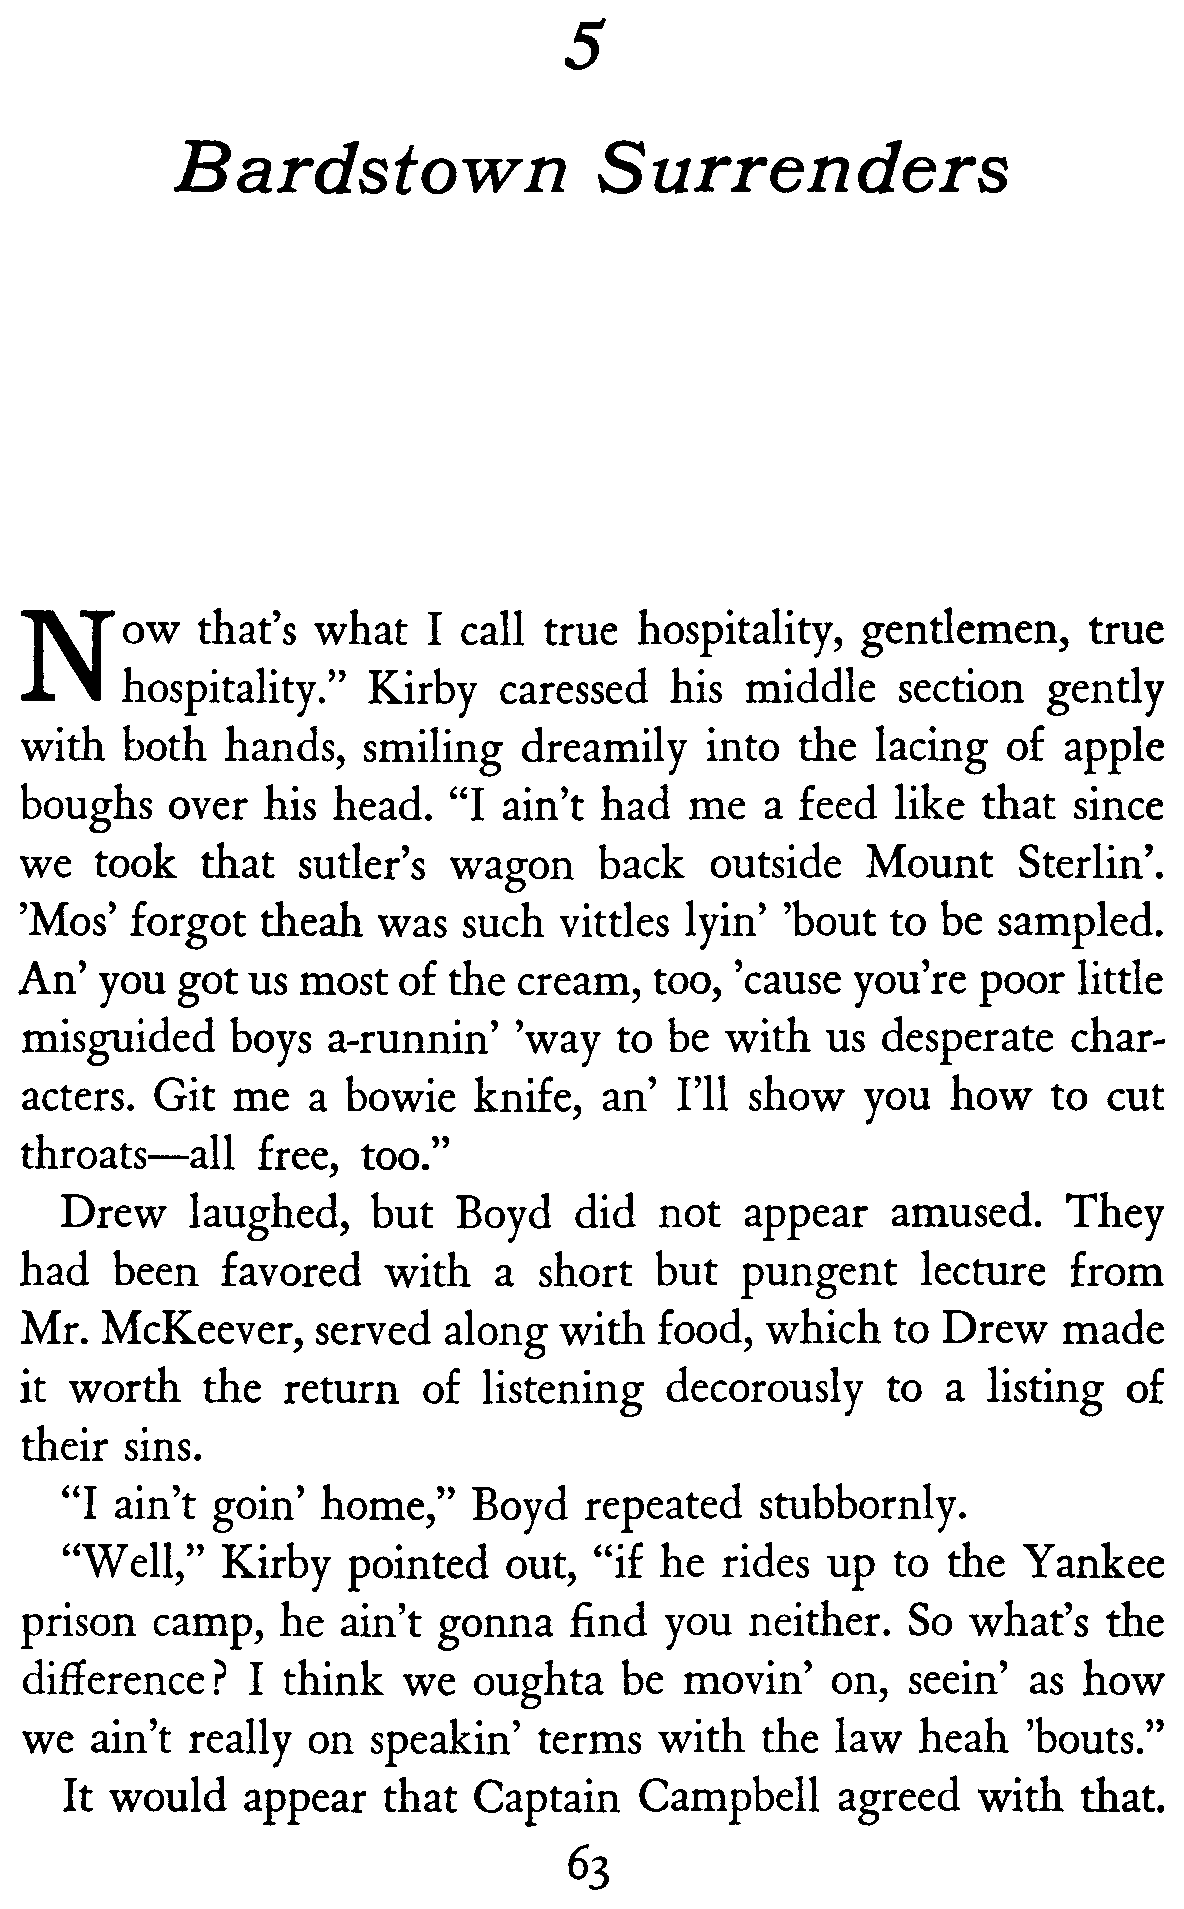 5
Bardstown Surrenders
Now that's what I call true hospitality, gentlemen, true
hospitality.” Kirby caressed his middle section gently
with both hands, smiling dreamily into the lacing of apple
boughs over his head. “I ain't had me a feed like that since
we took that sutler's wagon back outside Mount Sterlin'.
'Mos' forgot theah was such vittles lyin' 'bout to be sampled.
An' you got us most of the cream, too, 'cause you're poor little
misguided boys a-runnin' 'way to be with us desperate char-
acters. Git me a bowie knife, an' I'll show you how to cut
throats—all free, too.”
Drew laughed, but Boyd did not appear amused. They
had been favored with a short but pungent lecture from
Mr. McKeever, served along with food, which to Drew made
it worth the return of listening decorously to a listing of
their sins.
“I ain't goin' home,” Boyd repeated stubbornly.
“Well,” Kirby pointed out, “if he rides up to the Yankee
prison camp, he ain't gonna find you neither. So what's the
difference? I think we oughta be movin' on, seein' as how
we ain't really on speakin' terms with the law heah 'bouts.”
It would appear that Captain Campbell agreed with that.
63